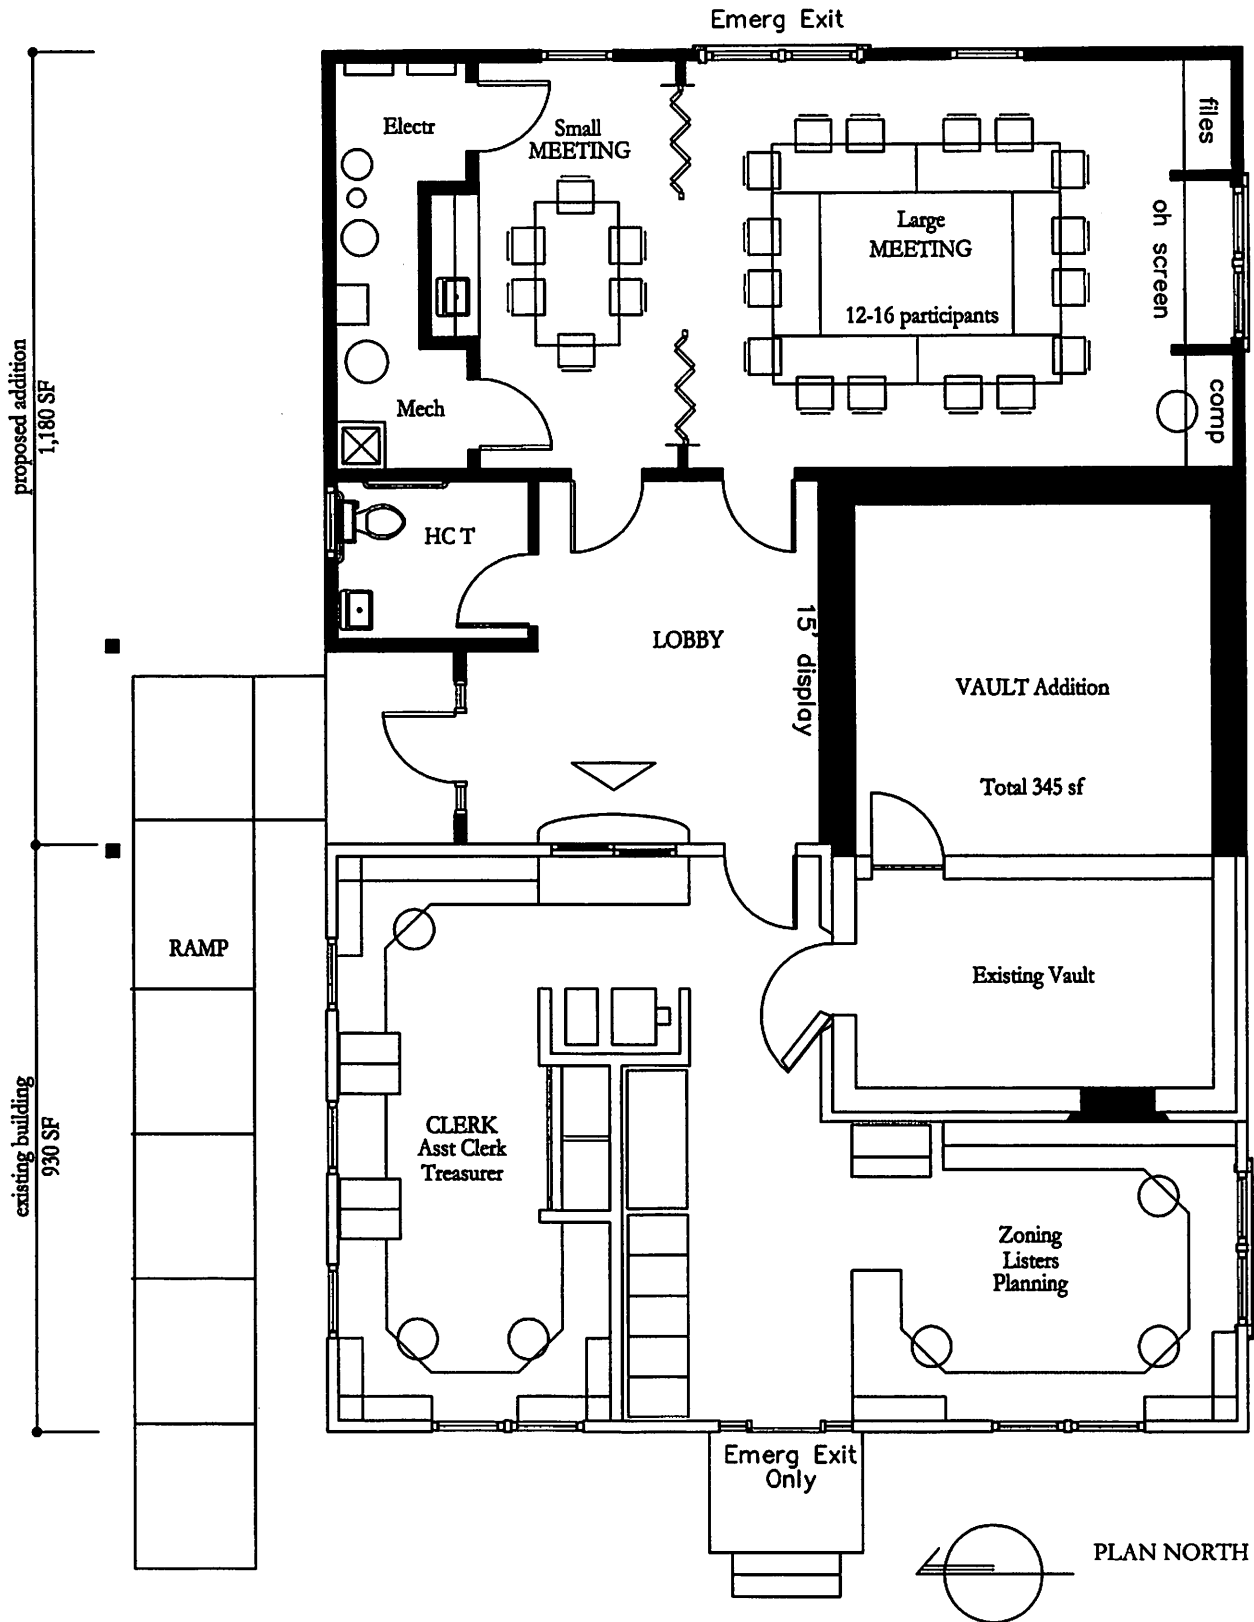 Emerg Exit
Electr
Small
MEETING
files
Large
MEETING
oh screen
12-16 participants
proposed addition
1,180 SF
Mech
comp
HC T
LOBBY
15' display
VAULT Addition
Total 345 sf
RAMP
Existing Vault
existing building
930 SF
CLERK
Asst Clerk
Treasurer
Zoning
Listers
Planning
Emerg Exit
Only
PLAN NORTH